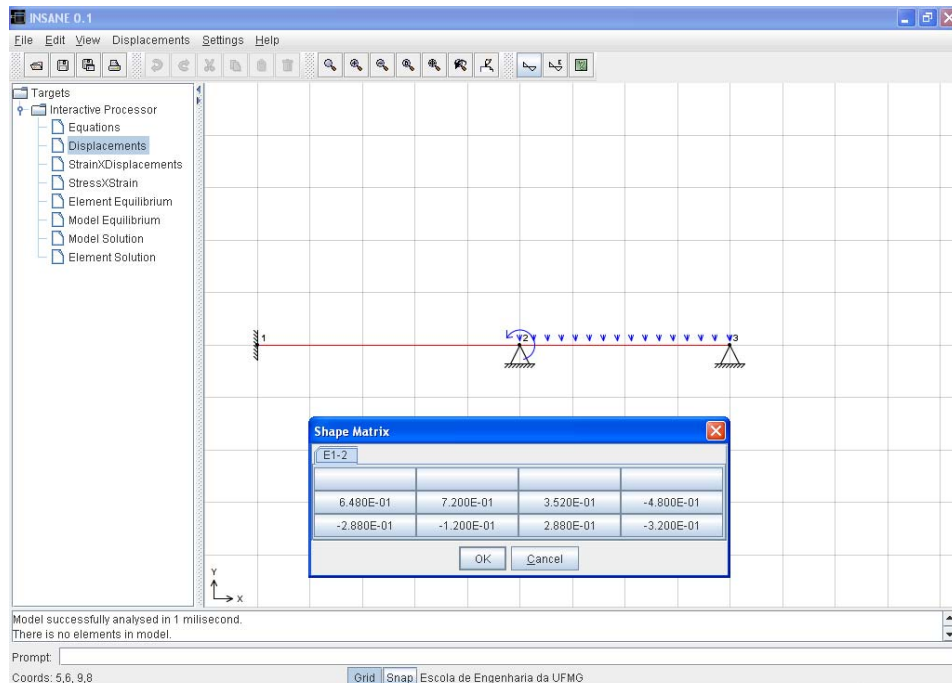 INSANE 0.1
File Edit View Displacements Settings Help
Targets
Interactive Processor
Equations
Displacements
StrainXDisplacements
StressXStrain
Element Equilibrium
Model Equilibrium
Model Solution
Element Solution
1 2 3
Shape Matrix
E1-2
6.480E-01 7.200E-01 3.520E-01 -4.800E-01
-2.880E-01 -1.200E-01 2.880E-01 -3.200E-01
OK Cancel
Y
X
Model successfully analysed in 1 milisecond.
There is no elements in model.
Prompt:
Coords: 5,6, 9,8 Grid Snap Escola de Engenharia da UFMG